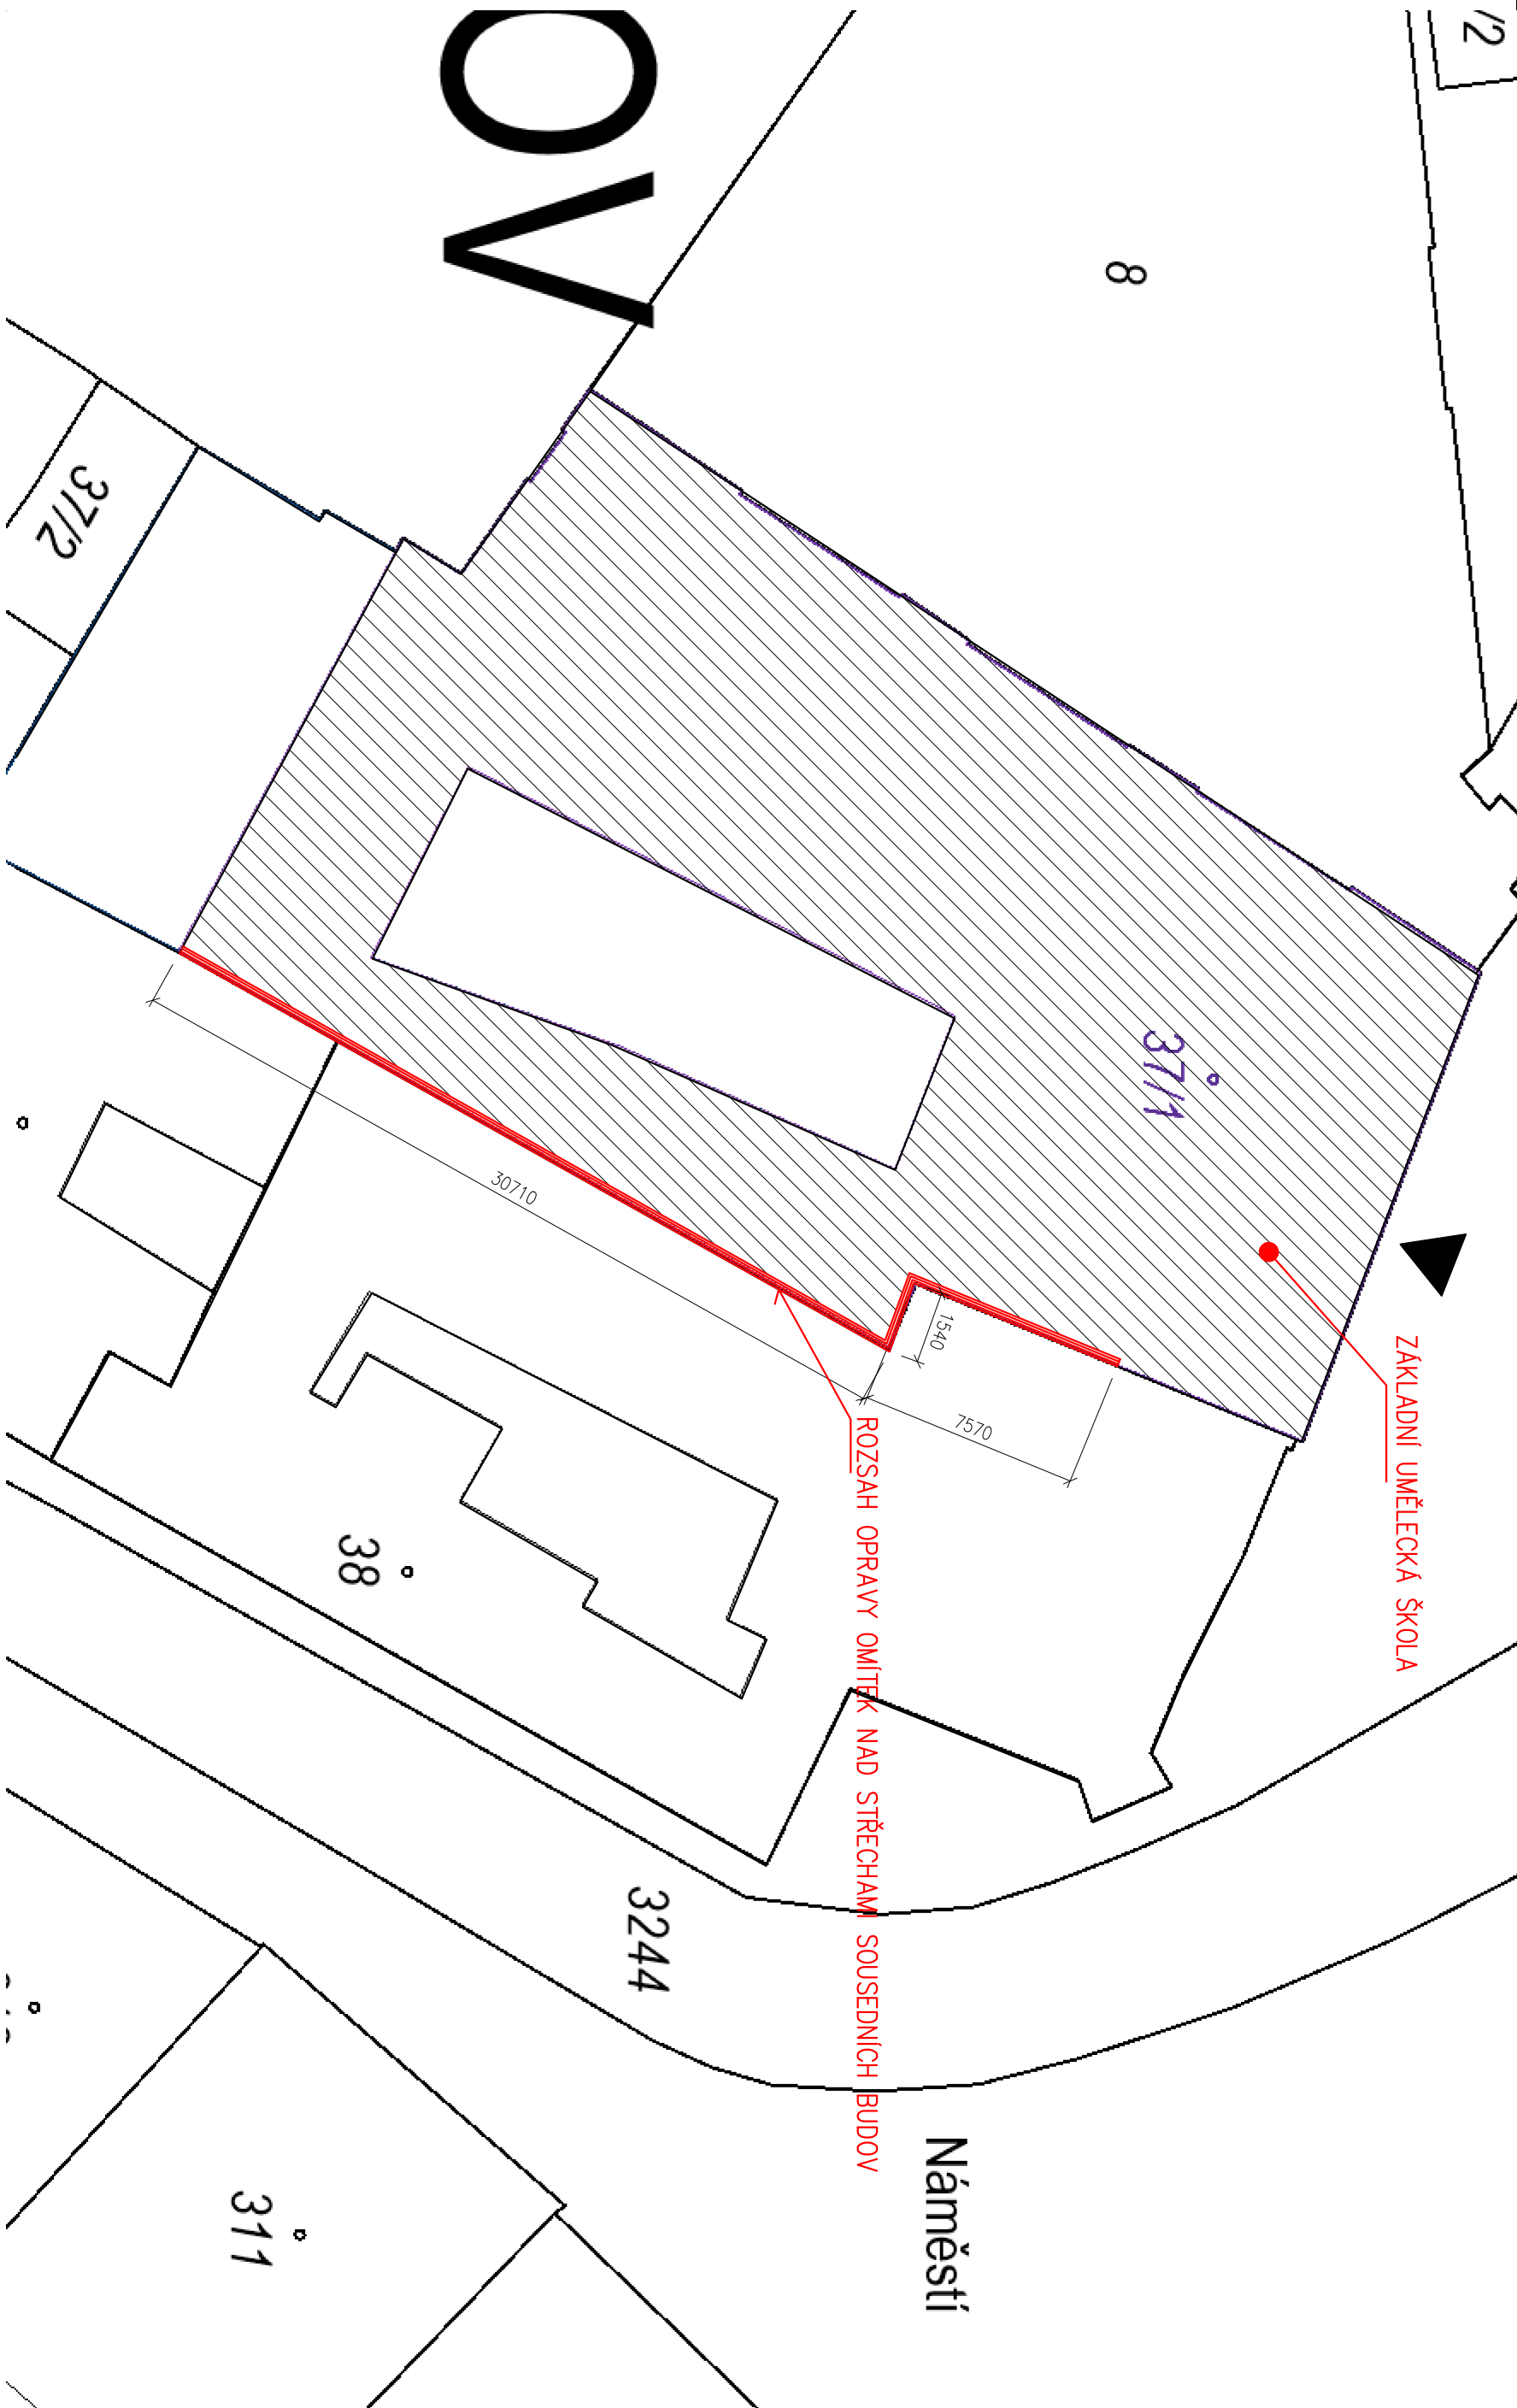 OV
/2
8
37/2
37/1
30710
1540
7570
ZÁKLADNÍ UMĚLECKÁ ŠKOLA
ROZSAH OPRAVY OMÍTEK NAD STŘECHAMI SOUSEDNÍCH BUDOV
38
3244
Náměstí
311